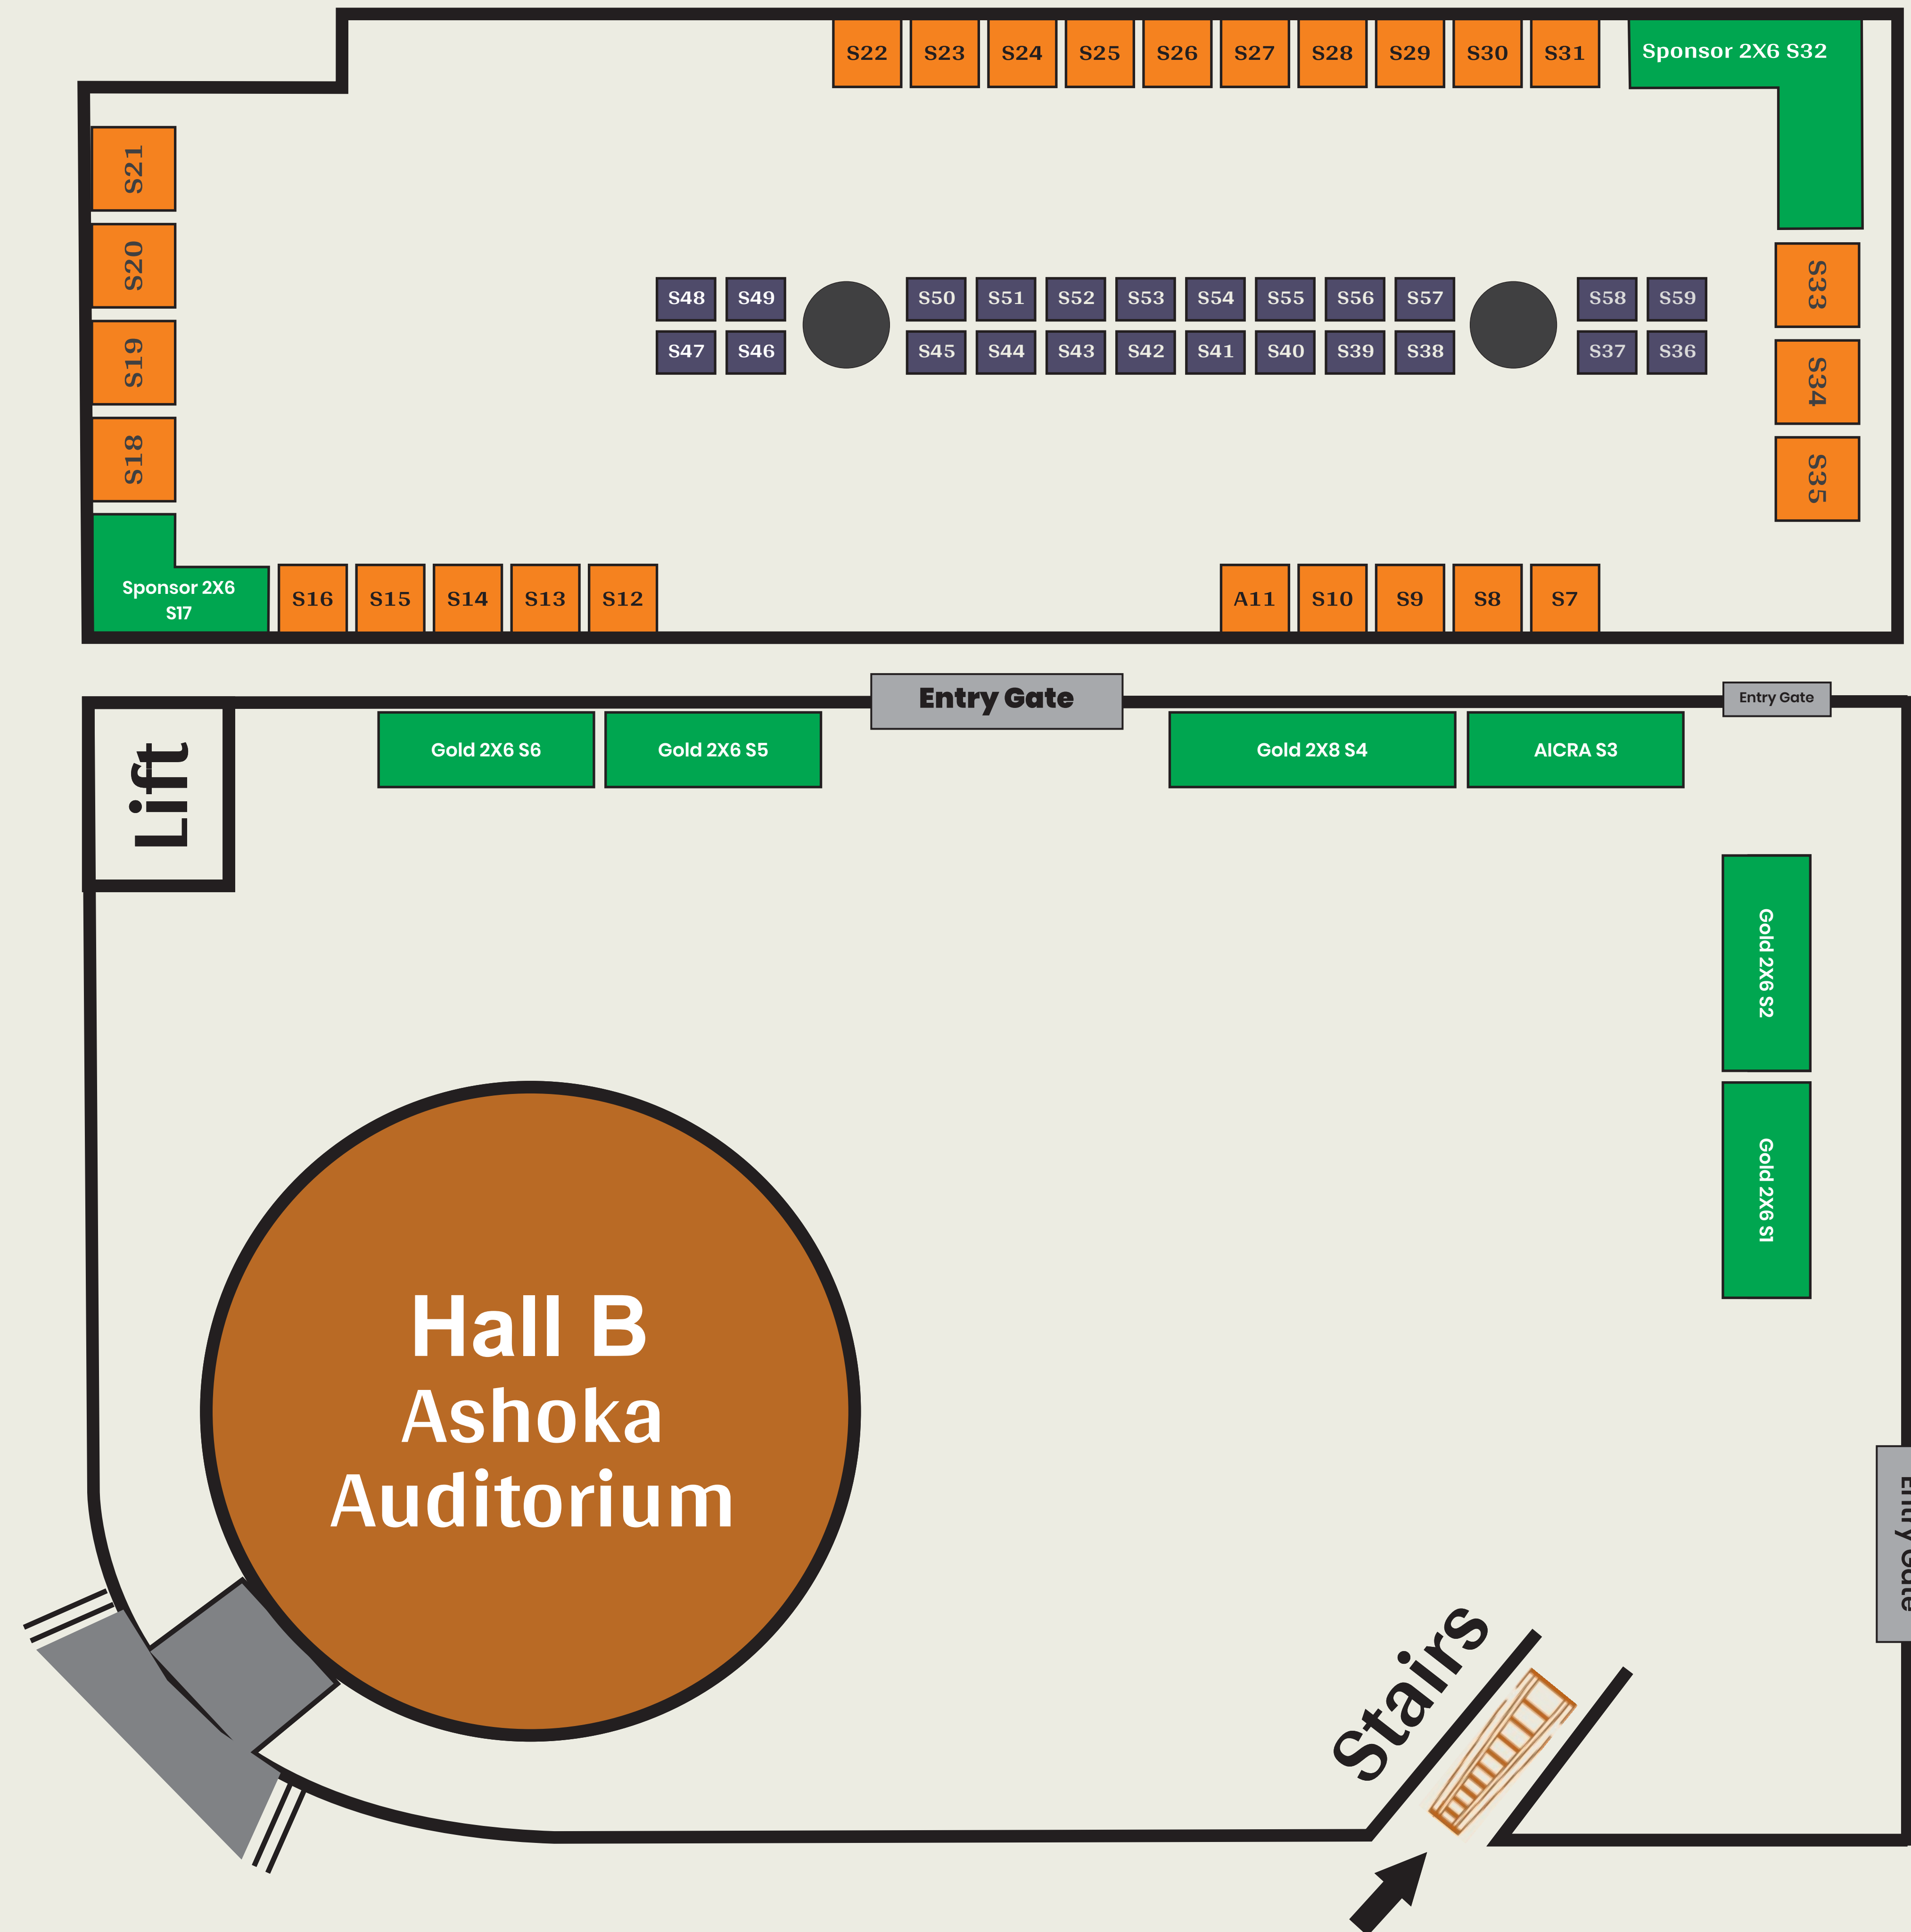 S22 S23 S24 S25 S26 S27 S28 S29 S30 S31 Sponsor 2X6 S32
S21
S20
S19
S18
S33
S34
S35
S48 S49 S50 S51 S52 S53 S54 S55 S56 S57 S58 S59
S47 S46 S45 S44 S43 S42 S41 S40 S39 S38 S37 S36
Sponsor 2X6
S17
S16 S15 S14 S13 S12 A11 S10 S9 S8 S7
Entry Gate
Entry Gate
Lift
Gold 2X6 S6
Gold 2X6 S5
Gold 2X8 S4
AICRA S3
Gold 2X6 S2
Gold 2X6 S1
Hall B
Ashoka
Auditorium
Entry Gate
Stairs